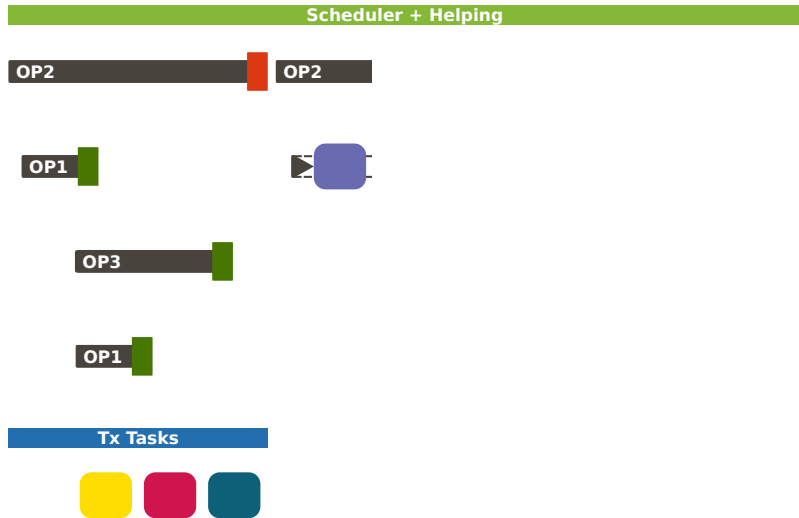 Scheduler + Helping
OP2 OP2
OP1
OP3
OP1
Tx Tasks